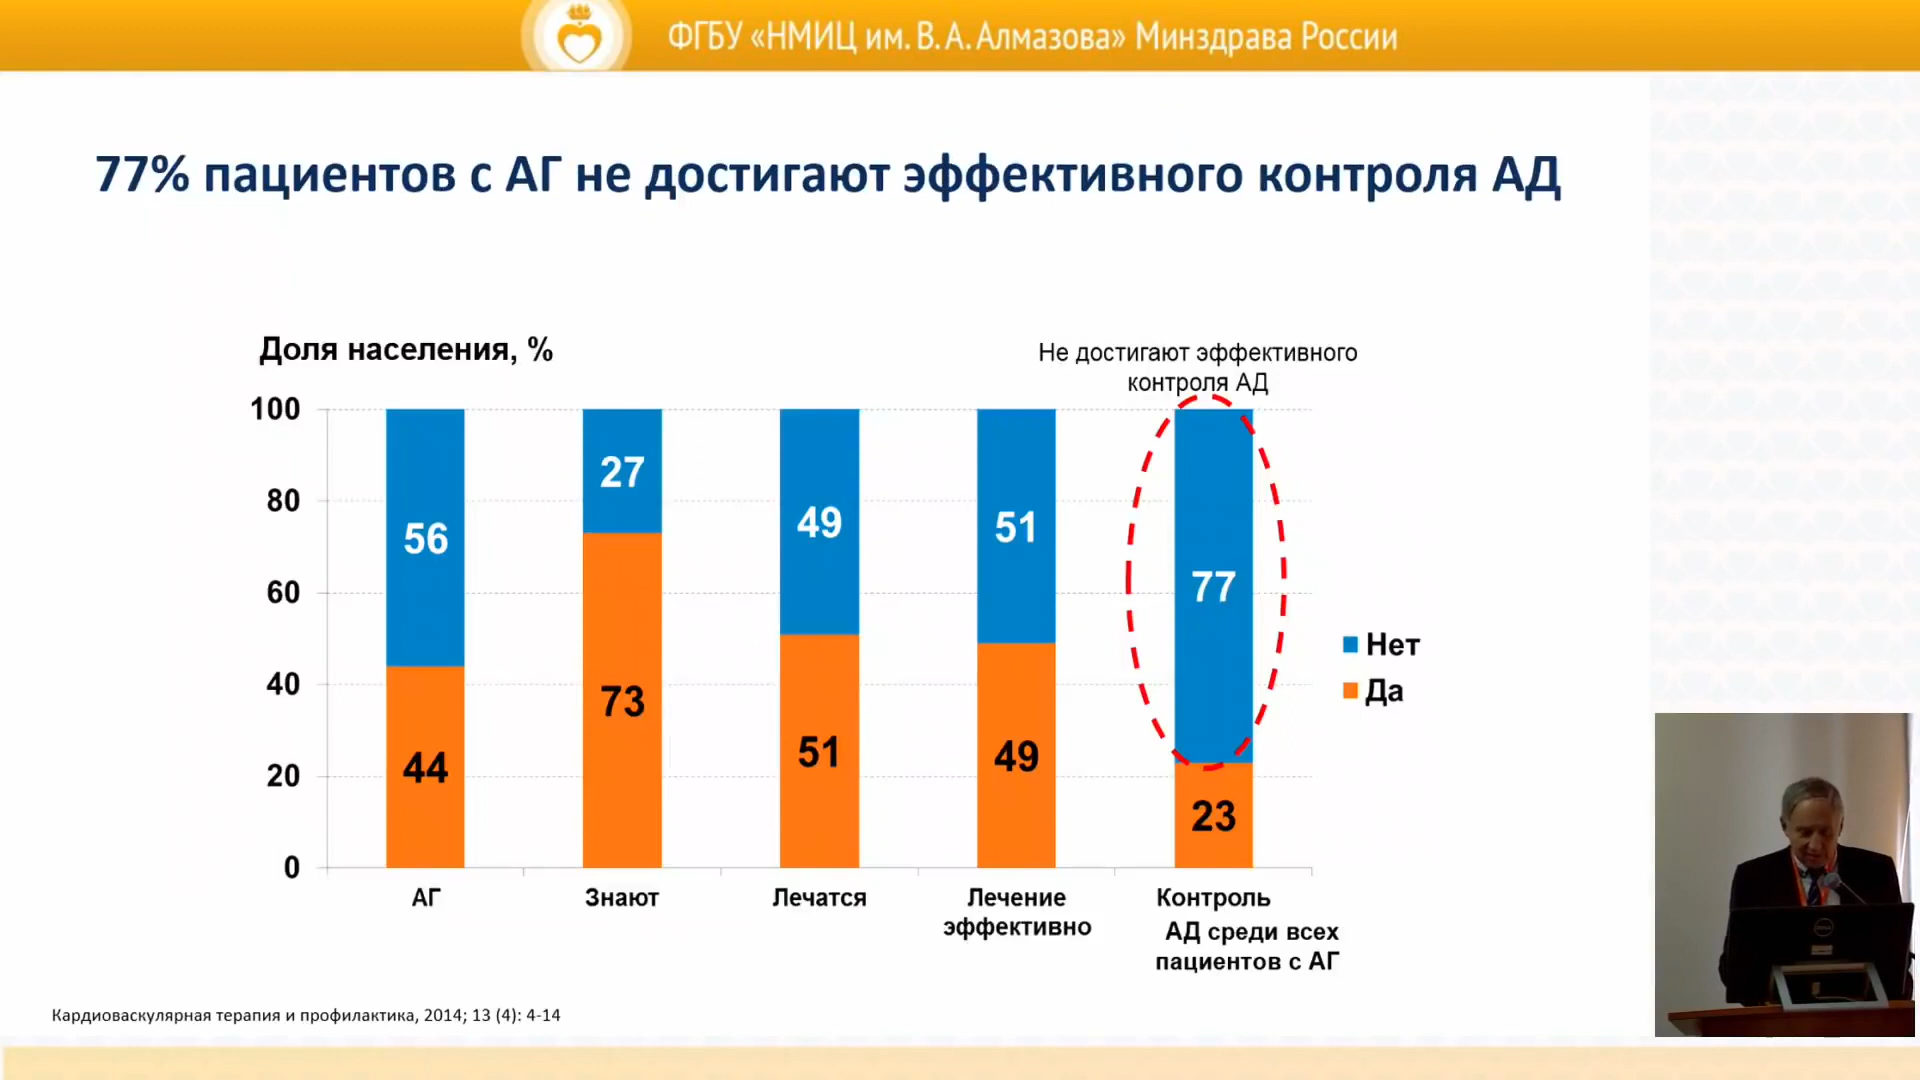 ФГБУ «НМИЦ им. В. А. Алмазова» Минздрава России
77% пациентов с АГ не достигают эффективного контроля АД
Доля населения, %
Не достигают эффективного
контроля АД
100
80
60
40
20
0
56
27
49
51
77
44
73
51
49
23
Нет
Да
АГ
Знают
Лечатся
Лечение
эффективно
Контроль
АД среди всех
пациентов с АГ
Кардиоваскулярная терапия и профилактика, 2014; 13 (4): 4-14